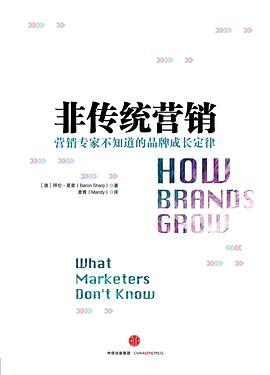 非传统营销
营销专家不知道的品牌成长定律
[澳] 拜伦·夏普 (Baron Sharp) 著
麦青 (Mandy) 译
HOW
BRANDS
GROW
What
Marketers
Don't Know
中信出版集团·CHINACITICPRESS